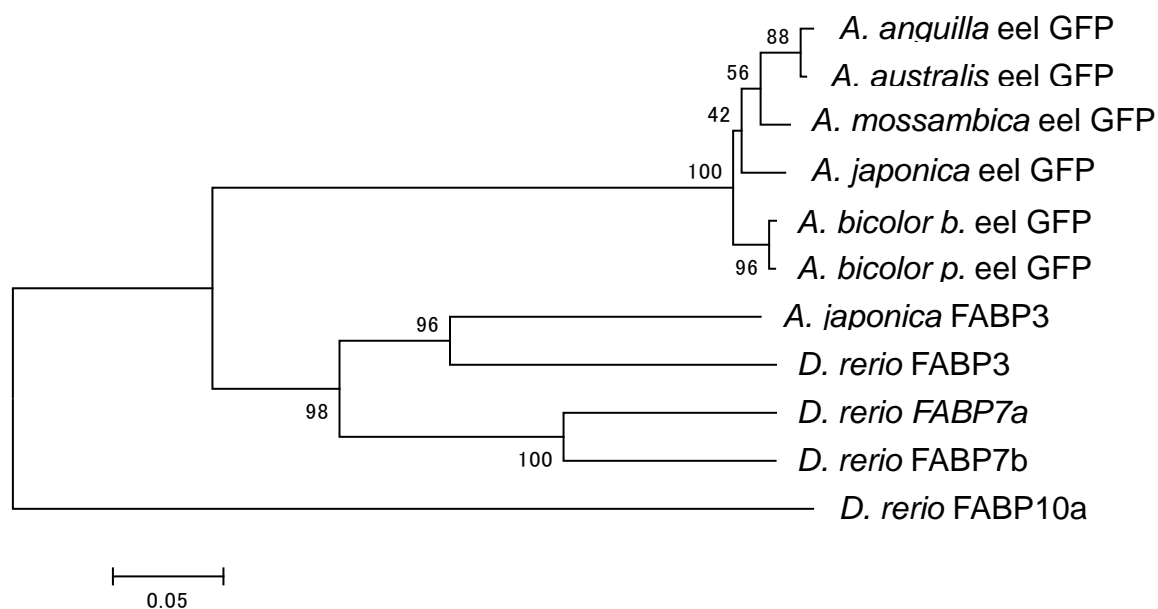 88
A. anguilla eel GFP
56
A. australis eel GFP
42
A. mossambica eel GFP
100
A. japonica eel GFP
A. bicolor b. eel GFP
96
A. bicolor p. eel GFP
96
A. japonica FABP3
D. rerio FABP3
98
D. rerio FABP7a
100
D. rerio FABP7b
D. rerio FABP10a
0.05